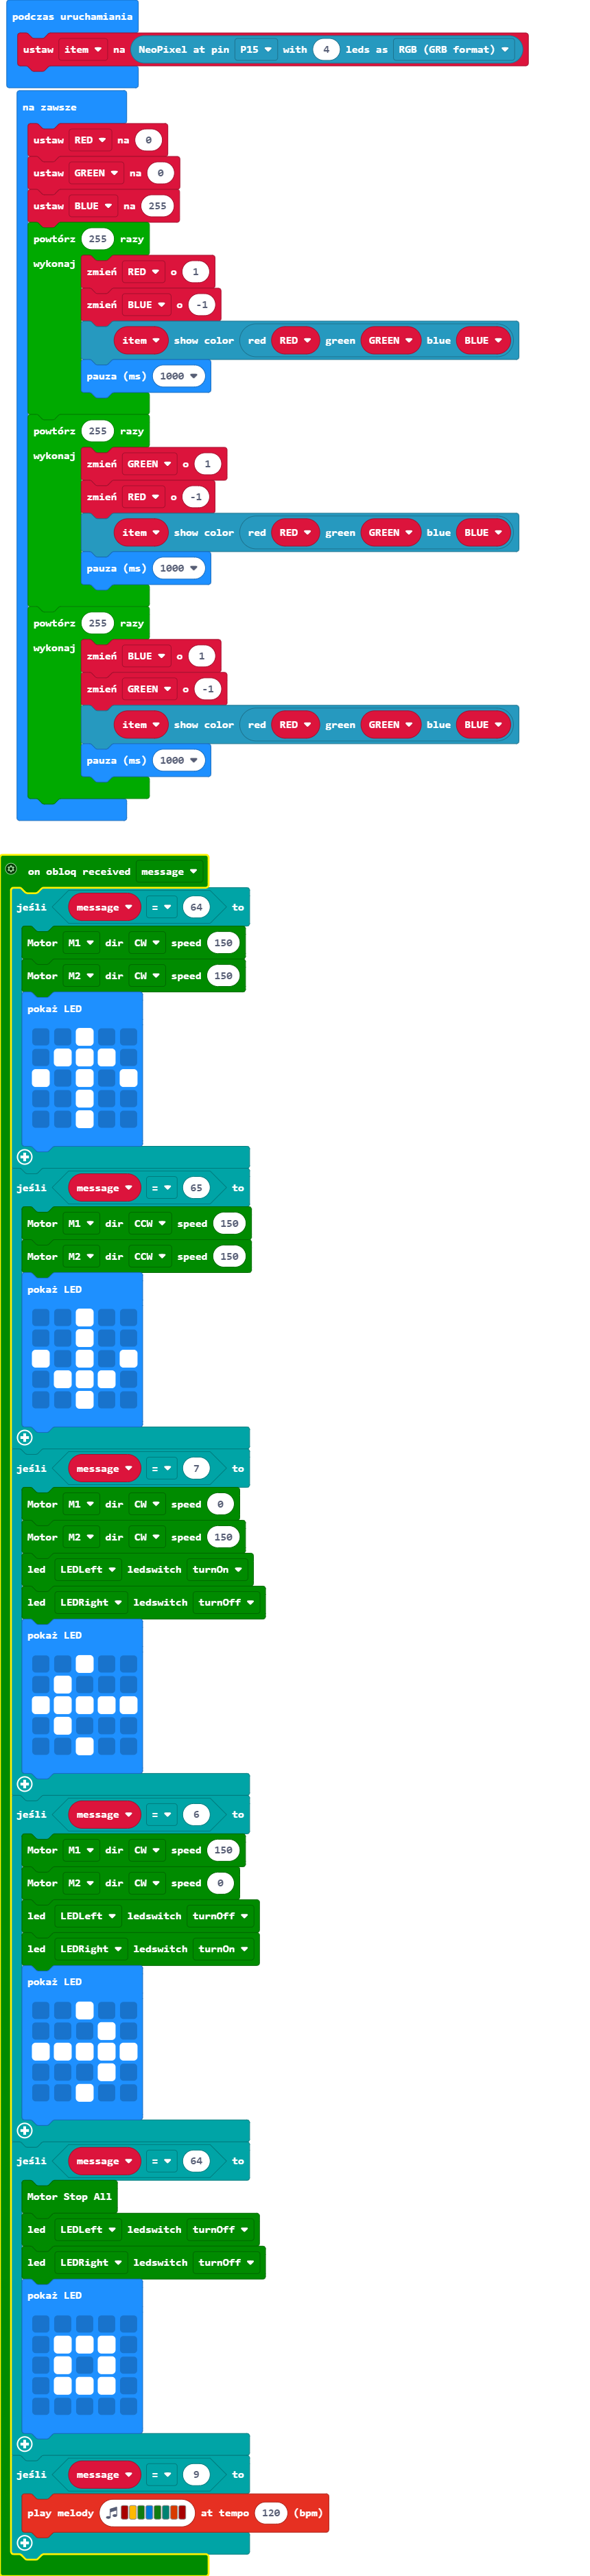 podczas uruchamiania
ustaw item na NeoPixel at pin P15 with 4 leds as RGB (GRB format)
na zawsze
ustaw RED na 0
ustaw GREEN na 0
ustaw BLUE na 255
powtórz 255 razy
wykonaj
zmień RED o 1
zmień BLUE o -1
item show color red RED green GREEN blue BLUE
pauza (ms) 1000
powtórz 255 razy
wykonaj
zmień GREEN o 1
zmień RED o -1
item show color red RED green GREEN blue BLUE
pauza (ms) 1000
powtórz 255 razy
wykonaj
zmień BLUE o 1
zmień GREEN o -1
item show color red RED green GREEN blue BLUE
pauza (ms) 1000
on obloq received message
jeśli message = 64 to
Motor M1 dir CW speed 150
Motor M2 dir CW speed 150
pokaż LED
jeśli message = 65 to
Motor M1 dir CCW speed 150
Motor M2 dir CCW speed 150
pokaż LED
jeśli message = 7 to
Motor M1 dir CW speed 0
Motor M2 dir CW speed 150
led LEDLeft ledswitch turnOn
led LEDRight ledswitch turnOff
pokaż LED
jeśli message = 6 to
Motor M1 dir CW speed 150
Motor M2 dir CW speed 0
led LEDLeft ledswitch turnOff
led LEDRight ledswitch turnOn
pokaż LED
jeśli message = 64 to
Motor Stop All
led LEDLeft ledswitch turnOff
led LEDRight ledswitch turnOff
pokaż LED
jeśli message = 9 to
play melody at tempo 120 (bpm)